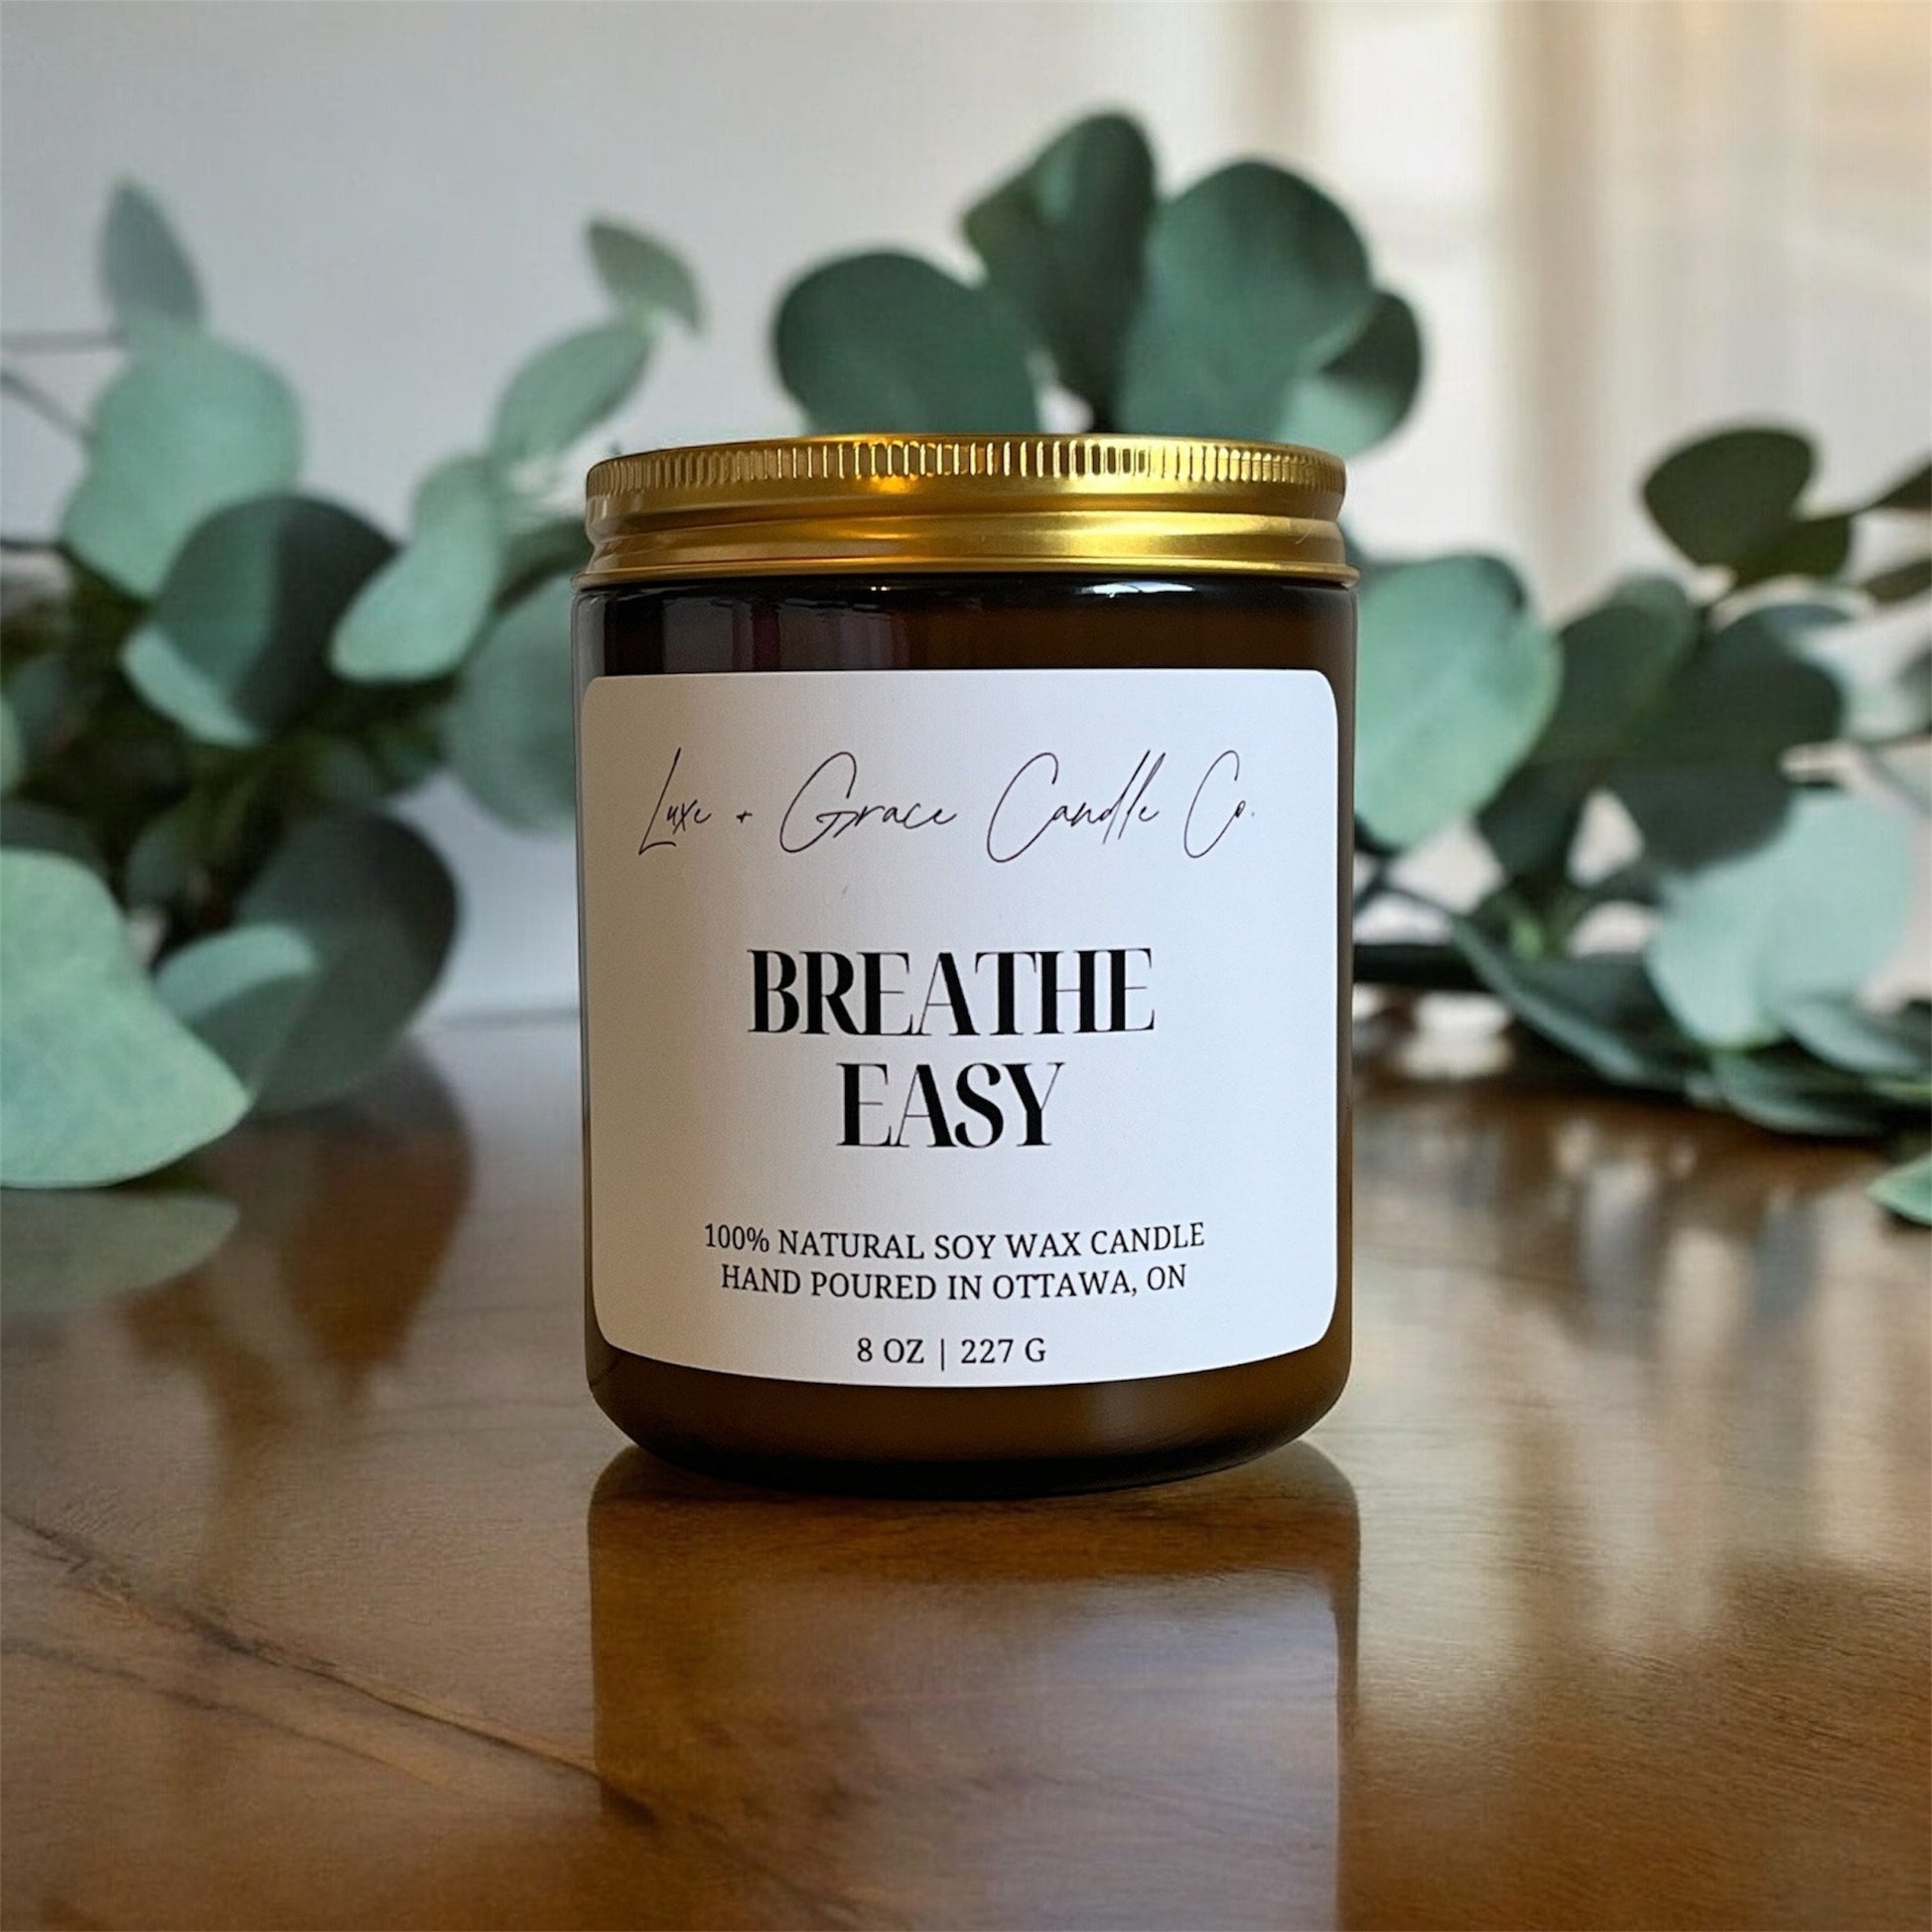 Luxe + Grace Candle Co.
BREATHE
EASY
100% NATURAL SOY WAX CANDLE
HAND POURED IN OTTAWA, ON
8 OZ | 227 G